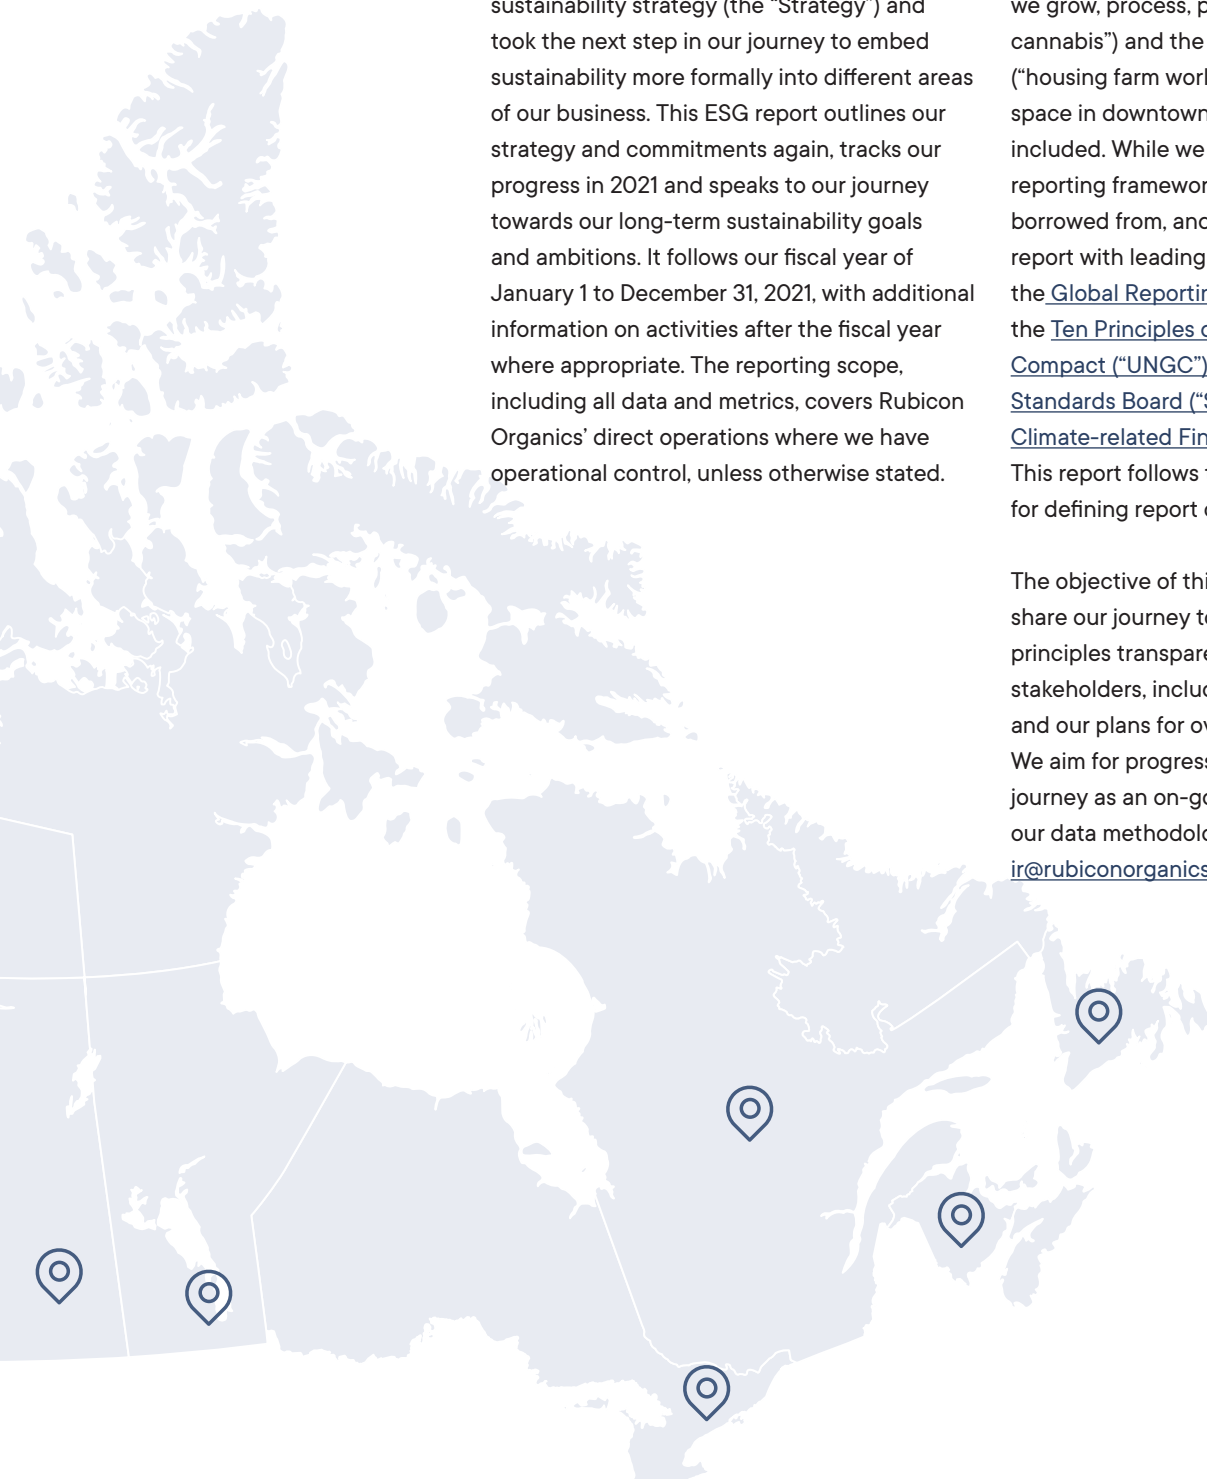 sustainability strategy (the “Strategy”) and
took the next step in our journey to embed
sustainability more formally into different areas
of our business. This ESG report outlines our
strategy and commitments again, tracks our
progress in 2021 and speaks to our journey
towards our long-term sustainability goals
and ambitions. It follows our fiscal year of
January 1 to December 31, 2021, with additional
information on activities after the fiscal year
where appropriate. The reporting scope,
including all data and metrics, covers Rubicon
Organics’ direct operations where we have
operational control, unless otherwise stated.
we grow, process,
cannabis”) and the
(“housing farm
space in downtown
included. While we
reporting
borrowed from,
report with leading
the Global
the Ten Principles
Compact (“UNGC”)
Standards Board
Climate-related
This report follows
for defining report
The objective of
share our journey
principles
stakeholders,
and our plans for
We aim for progress
journey as an
our data
ir@rubiconorganics